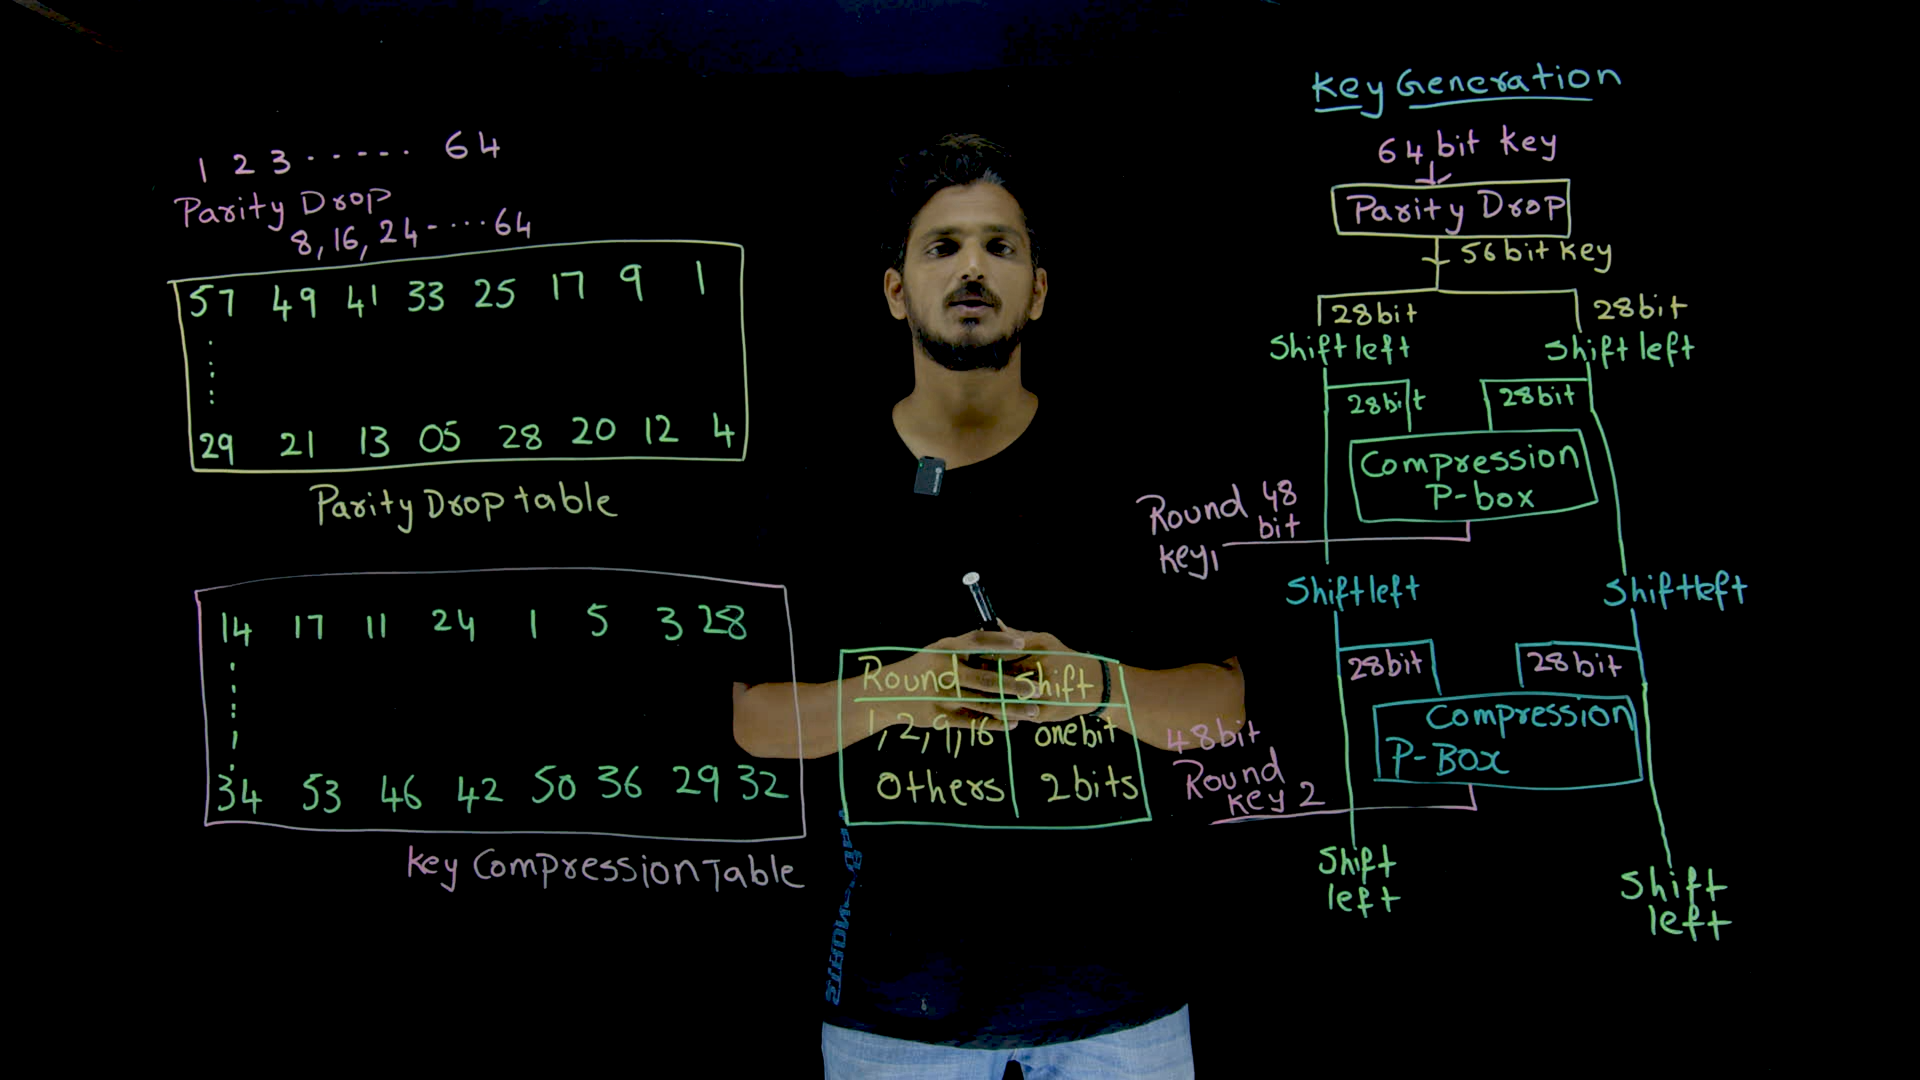 1 2 3 ..... 64
Parity Drop
8, 16, 24 - .... 64
57 49 41 33 25 17 9 1
29 21 13 05 28 20 12 4
Parity Drop table
14 17 11 24 1 5 3 28
34 53 46 42 50 36 29 32
Key Compression Table
Round Shift
1, 2, 9, 16 one bit
Others 2 bits
Key Generation
64 bit key
Parity Drop
56 bit key
28 bit 28 bit
Shift left Shift left
28 bit 28 bit
Compression
P-box
Round 48
bit
key 1
Shift left Shift left
28 bit 28 bit
Compression
P-Box
48 bit
Round
key 2
Shift
left
Shift
left